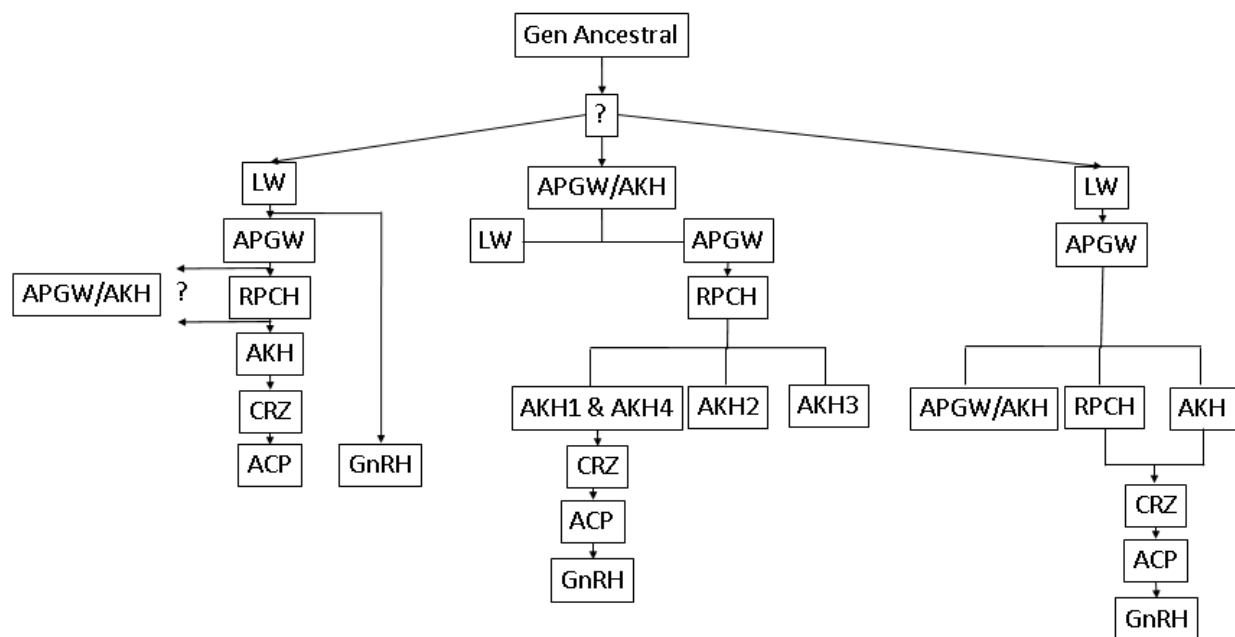 Gen Ancestral
?
LW
APGW/AKH
LW
LW
APGW
APGW
APGW
APGW/AKH
?
RPCH
RPCH
AKH
AKH1 & AKH4
AKH2
AKH3
APGW/AKH
RPCH
AKH
CRZ
ACP
GnRH
CRZ
ACP
GnRH
CRZ
ACP
GnRH